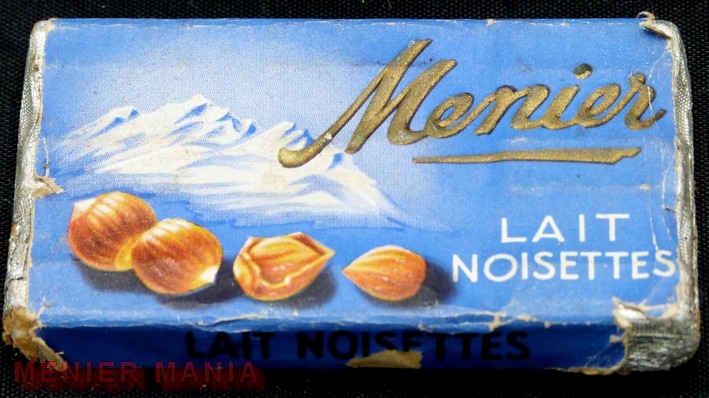 Menier
LAIT
NOISETTES
LAIT NOISETTES
MENIER MANIA